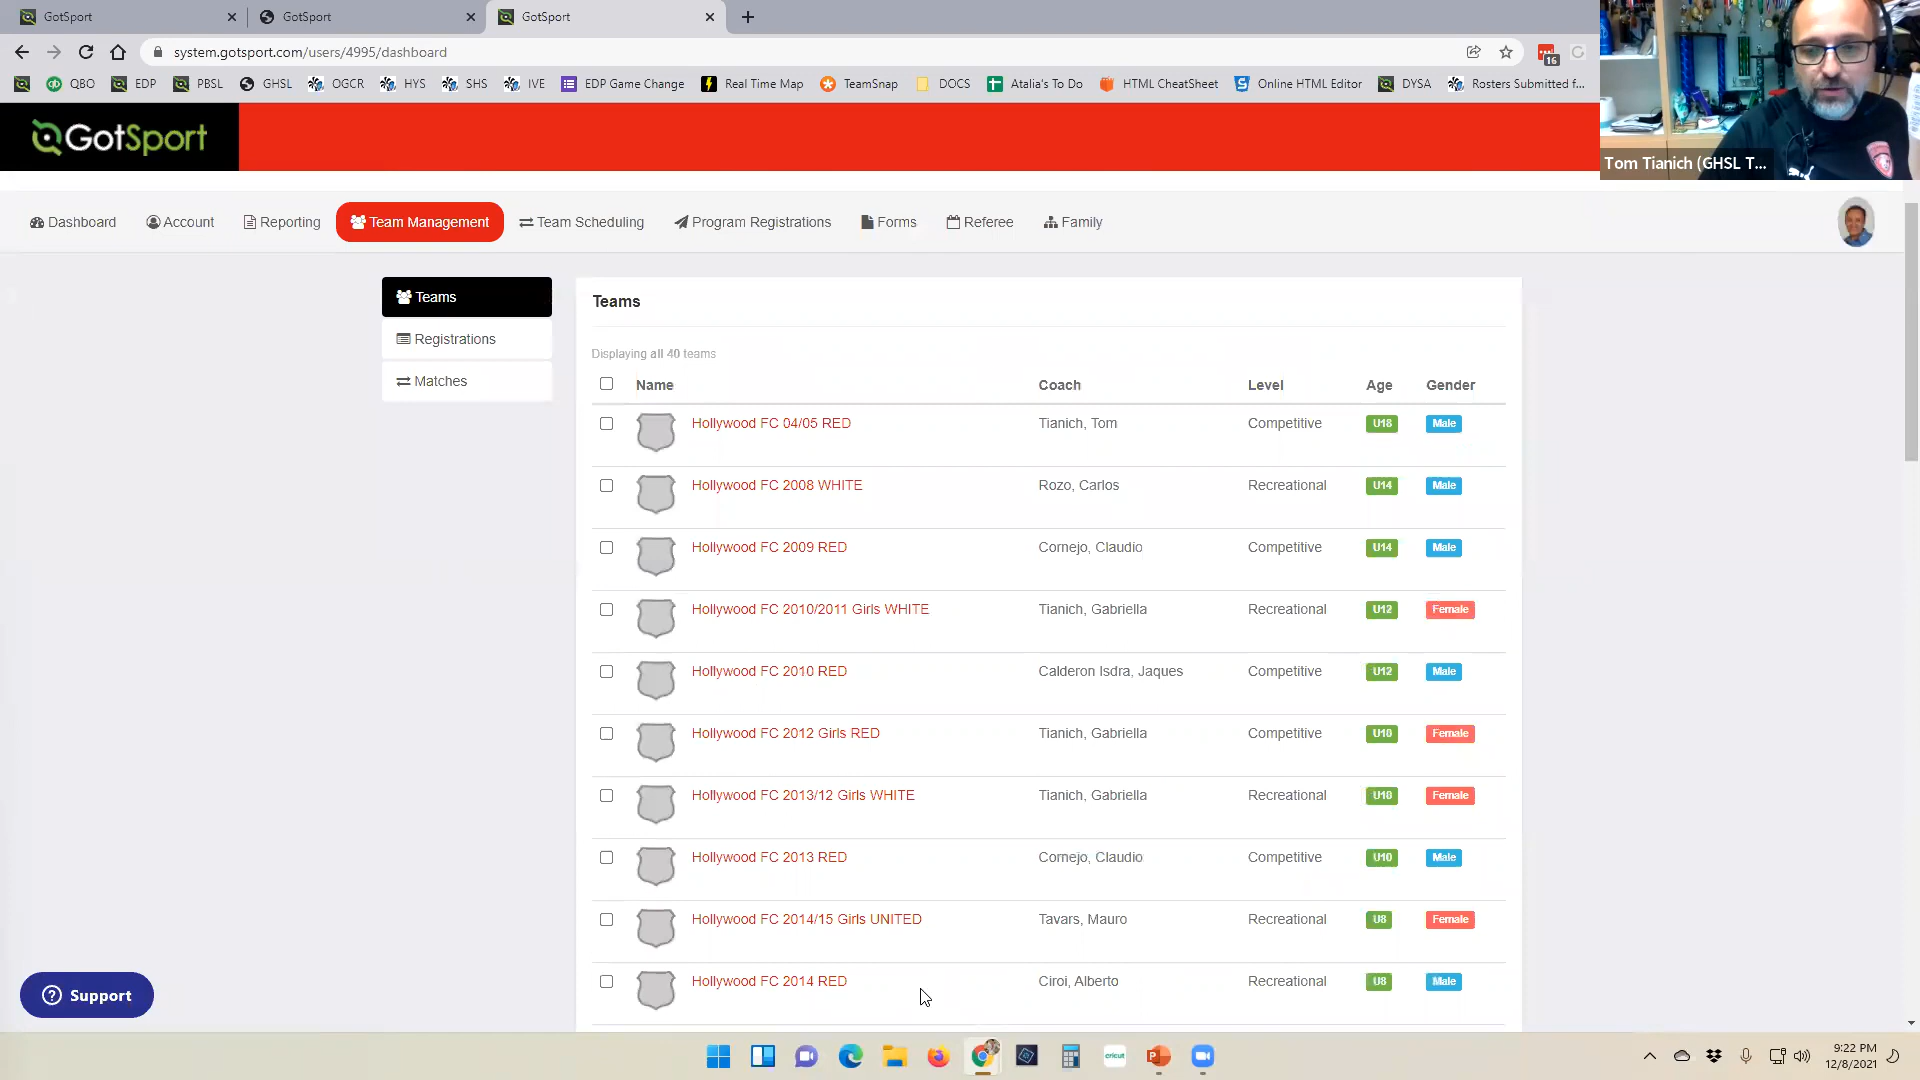 GotSport
GotSport
GotSport
system.gotsport.com/users/4995/dashboard
16
QBO EDP PBSL GHSL OGCR HYS SHS IVE EDP Game Change Real Time Map TeamSnap DOCS Atalia's To Do HTML CheatSheet Online HTML Editor DYSA Rosters Submitted f...
GotSport
Tom Tianich (GHSL T...
Dashboard Account Reporting Team Management Team Scheduling Program Registrations Forms Referee Family
Teams
Registrations
Matches
Teams
Displaying all 40 teams
Name Coach Level Age Gender
Hollywood FC 04/05 RED Tianich, Tom Competitive U18 Male
Hollywood FC 2008 WHITE Rozo, Carlos Recreational U14 Male
Hollywood FC 2009 RED Cornejo, Claudio Competitive U14 Male
Hollywood FC 2010/2011 Girls WHITE Tianich, Gabriella Recreational U12 Female
Hollywood FC 2010 RED Calderon Isdra, Jaques Competitive U12 Male
Hollywood FC 2012 Girls RED Tianich, Gabriella Competitive U10 Female
Hollywood FC 2013/12 Girls WHITE Tianich, Gabriella Recreational U10 Female
Hollywood FC 2013 RED Cornejo, Claudio Competitive U10 Male
Hollywood FC 2014/15 Girls UNITED Tavars, Mauro Recreational U8 Female
Hollywood FC 2014 RED Ciroi, Alberto Recreational U8 Male
Support
cricut
9:22 PM
12/8/2021